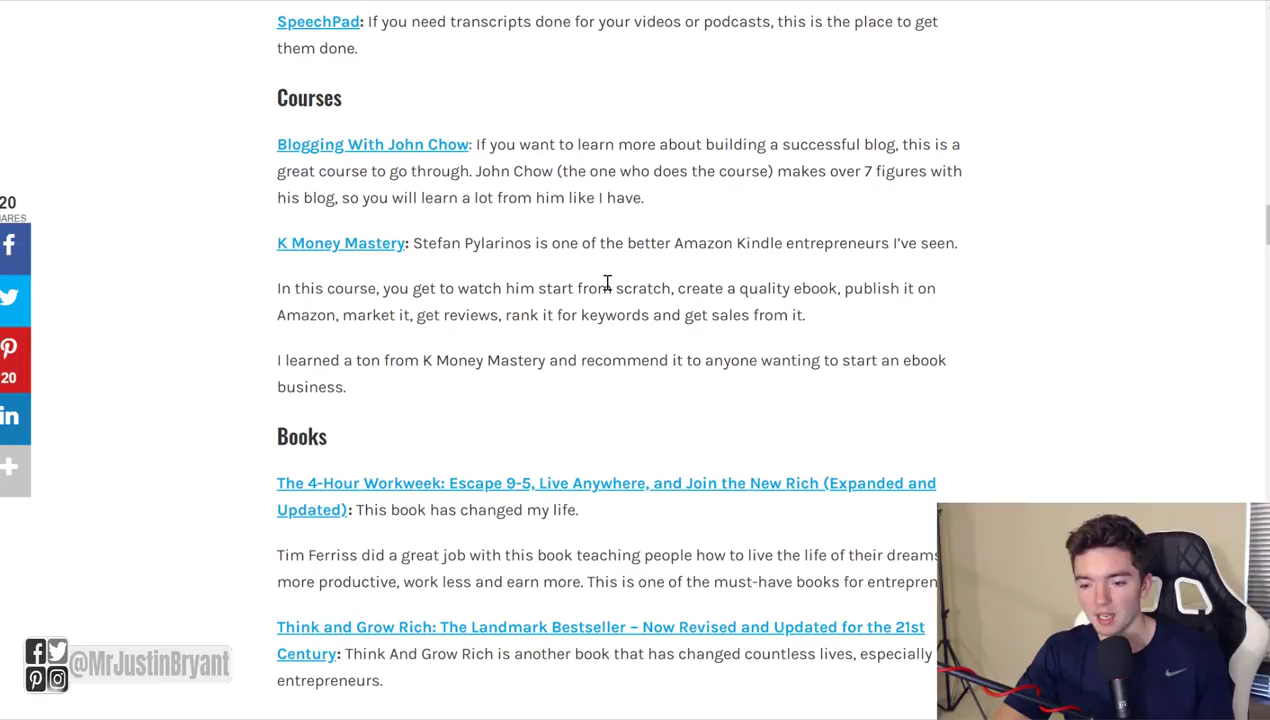 SpeechPad: If you need transcripts done for your videos or podcasts, this is the place to get
them done.
Courses
Blogging With John Chow: If you want to learn more about building a successful blog, this is a
great course to go through. John Chow (the one who does the course) makes over 7 figures with
his blog, so you will learn a lot from him like I have.
20
HARES
K Money Mastery: Stefan Pylarinos is one of the better Amazon Kindle entrepreneurs I've seen.
In this course, you get to watch him start from scratch, create a quality ebook, publish it on
Amazon, market it, get reviews, rank it for keywords and get sales from it.
I learned a ton from K Money Mastery and recommend it to anyone wanting to start an ebook
business.
20
Books
The 4-Hour Workweek: Escape 9-5, Live Anywhere, and Join the New Rich (Expanded and
Updated): This book has changed my life.
Tim Ferriss did a great job with this book teaching people how to live the life of their dreams
more productive, work less and earn more. This is one of the must-have books for entrepren
Think and Grow Rich: The Landmark Bestseller – Now Revised and Updated for the 21st
Century: Think And Grow Rich is another book that has changed countless lives, especially
entrepreneurs.
@MrJustinBryant